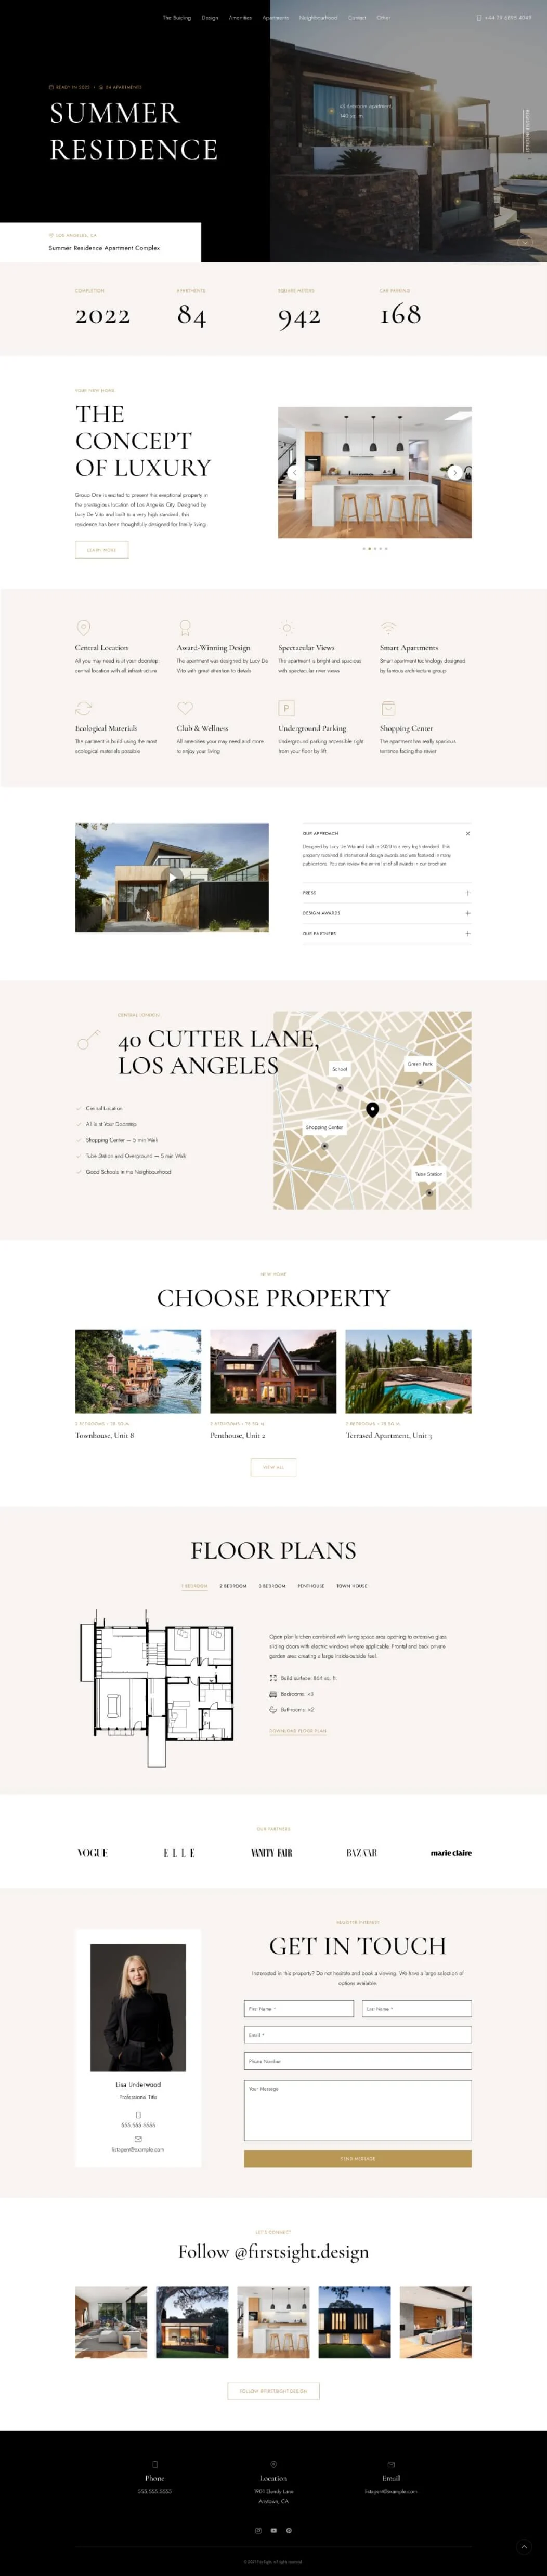 The Buiding Design Amenities Apartments Neighbourhood Contact Other
+44 75 6895 4049
READY IN 2022 • 84 APARTMENTS
SUMMER
RESIDENCE
x3 Bedroom apartment,
140 sq. m.
REGISTER INTEREST
LOS ANGELES, CA
Summer Residence Apartment Complex
COMPLETION APARTMENTS SQUARE METERS CAR PARKING
2022 84 942 168
YOUR NEW HOME
THE
CONCEPT
OF LUXURY
Group One is excited to present this exceptional property in
the prestegious location of Los Angeles City. Designed by
Lucy De Vito and built to a very high standard, this
residence has been thoughtfully designed for family living.
LEARN MORE
Central Location
All you may need is at your doorstep:
central location with all infrastructure
Award-Winning Design
The apartment was designed by Lucy De
Vito with great attention to details
Spectacular Views
The apartment is bright and spacious
with spectacular river views
Smart Apartments
Smart apartment technology designed
by famous architecture group
Ecological Materials
The partment is build using the most
ecological materials possible
Club & Wellness
All amenities your may need and more
to enjoy your living
P
Underground Parking
Underground parking accessible right
from your floor by lift
Shopping Center
The apartment has really spacious
terrance facing the reiver
OUR APPROACH
Designed by Lucy De Vito and built in 2020 to a very high standard. This
property received 11 international design awards and was featured in many
publications. You can review the entire list of all awards in our brochure
PRESS
DESIGN AWARDS
OUR PARTNERS
CENTRAL LONDON
40 CUTTER LANE,
LOS ANGELES
Central Location
All is at Your Doorstep
Shopping Center — 5 min Walk
Tube Station and Overground — 5 min Walk
Good Schools in the Neighbourhood
School
Green Park
Shopping Center
Tube Station
NEW HOME
CHOOSE PROPERTY
2 BEDROOMS • 78 SQ.M.
Townhouse, Unit 8
2 BEDROOMS • 78 SQ.M.
Penthouse, Unit 2
2 BEDROOMS • 78 SQ.M.
Terrased Apartment, Unit 3
VIEW ALL
FLOOR PLANS
1 BEDROOM 2 BEDROOM 3 BEDROOM PENTHOUSE TOWN HOUSE
Open plan kitchen combined with living space area opening to extensive glass
sliding doors with electric windows where applicable. Frontal and back private
garden area creating a large inside-outside feel.
Build surface: 864 sq. ft.
Bedrooms: x3
Bathrooms: x2
DOWNLOAD FLOOR PLAN
OUR PARTNERS
VOGUE ELLE VANITY FAIR BAZAAR marie claire
Lisa Underwood
Professional Title
555.555.5555
listagent@example.com
REGISTER INTEREST
GET IN TOUCH
Insterested in this property? Do not hesitate and book a viewing. We have a large selection of
options available.
First Name * Last Name *
Email *
Phone Number
Your Message
SEND MESSAGE
LET'S CONNECT
Follow @firstsight.design
FOLLOW @FIRSTSIGHT.DESIGN
Phone
555.555.5555
Location
1901 Elandy Lane
Anytown, CA
Email
listagent@example.com